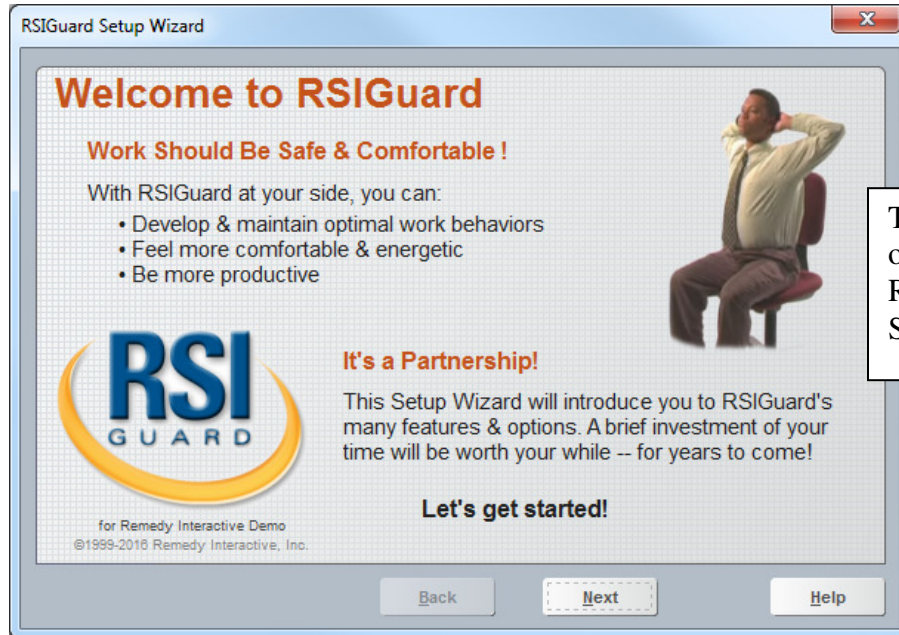 RSIGuard Setup Wizard
Welcome to RSIGuard
Work Should Be Safe & Comfortable !
With RSIGuard at your side, you can:
• Develop & maintain optimal work behaviors
• Feel more comfortable & energetic
• Be more productive
RSI
GUARD
for Remedy Interactive Demo
©1999-2016 Remedy Interactive, Inc.
It's a Partnership!
This Setup Wizard will introduce you to RSIGuard's
many features & options. A brief investment of your
time will be worth your while -- for years to come!
Let's get started!
Back
Next
Help